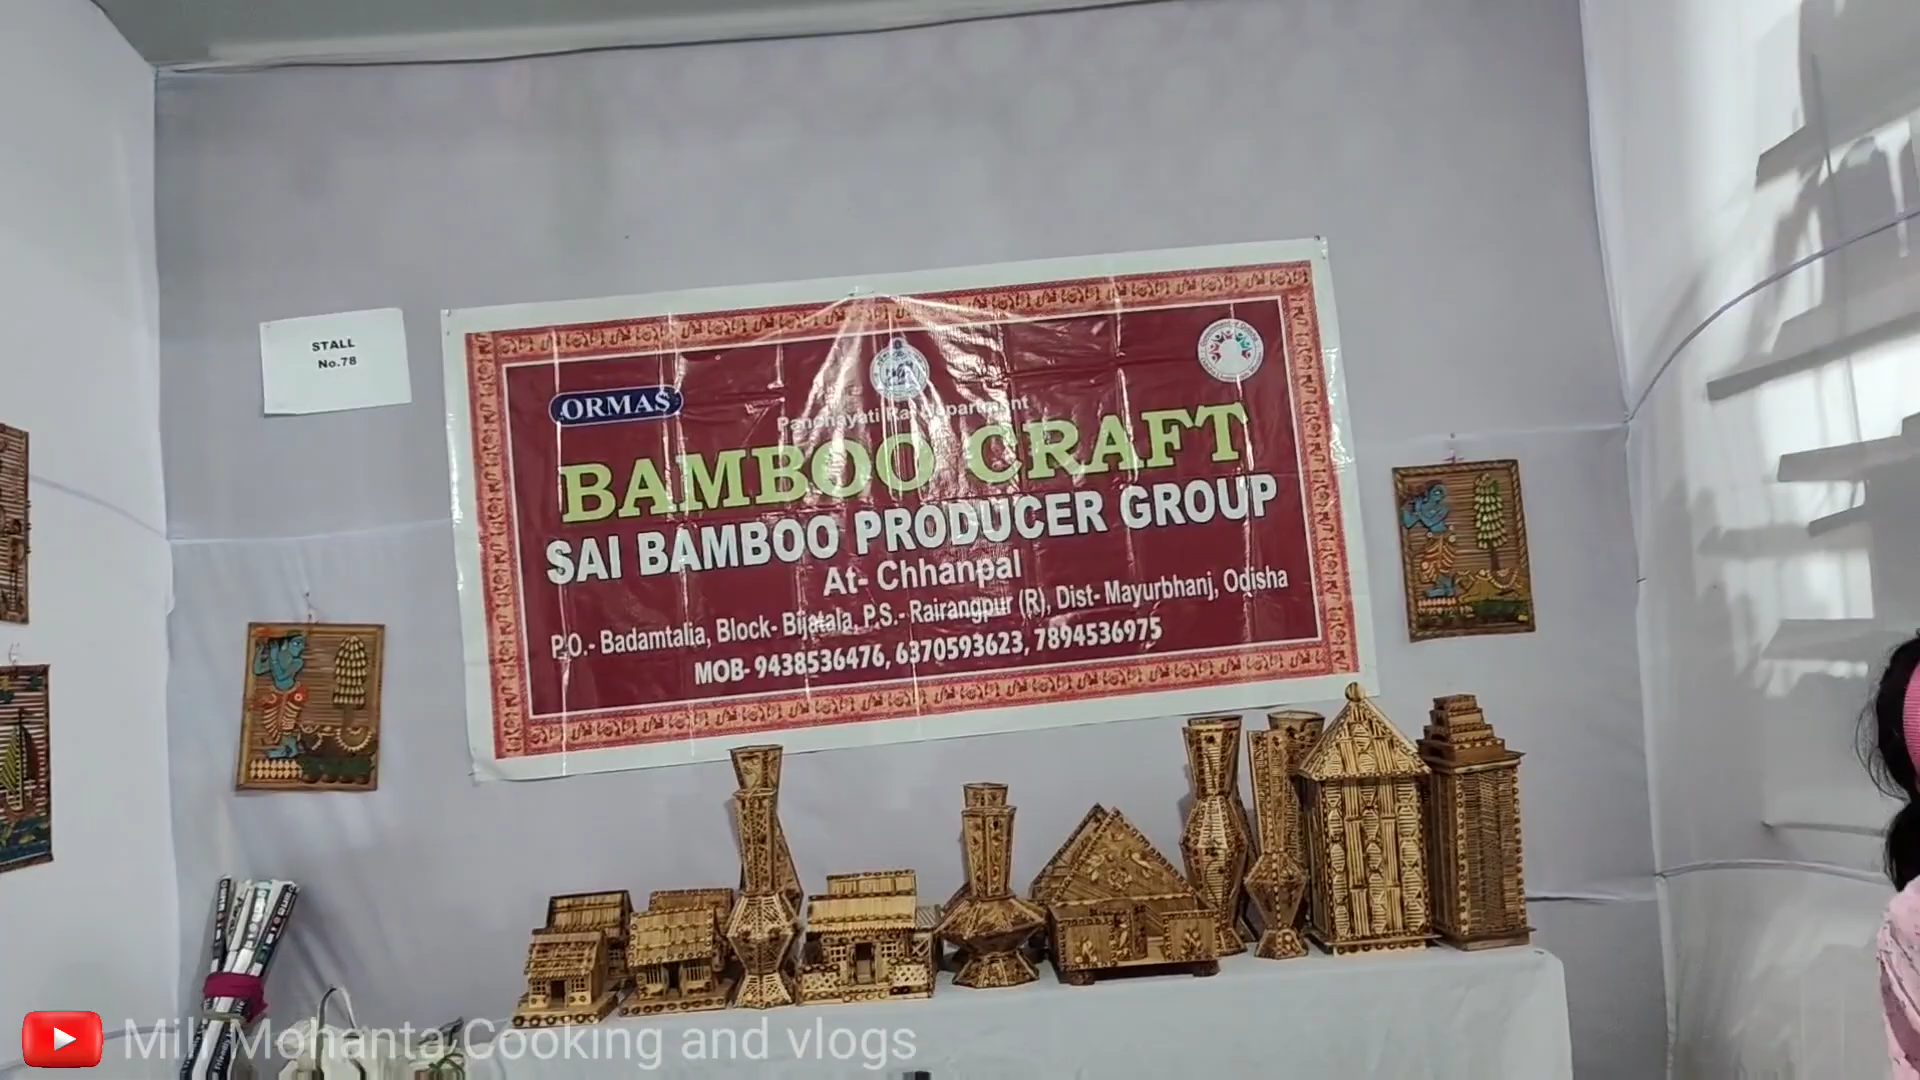 STALL
No.78
ORMAS
Panchayati Raj Department
BAMBOO CRAFT
SAI BAMBOO PRODUCER GROUP
At- Chhanpal
P.O.- Badamtalia, Block- Bijatala, P.S.- Rairangpur (R), Dist- Mayurbhanj, Odisha
MOB- 9438536476, 6370593623, 7894536975
Mili Mohanta Cooking and vlogs